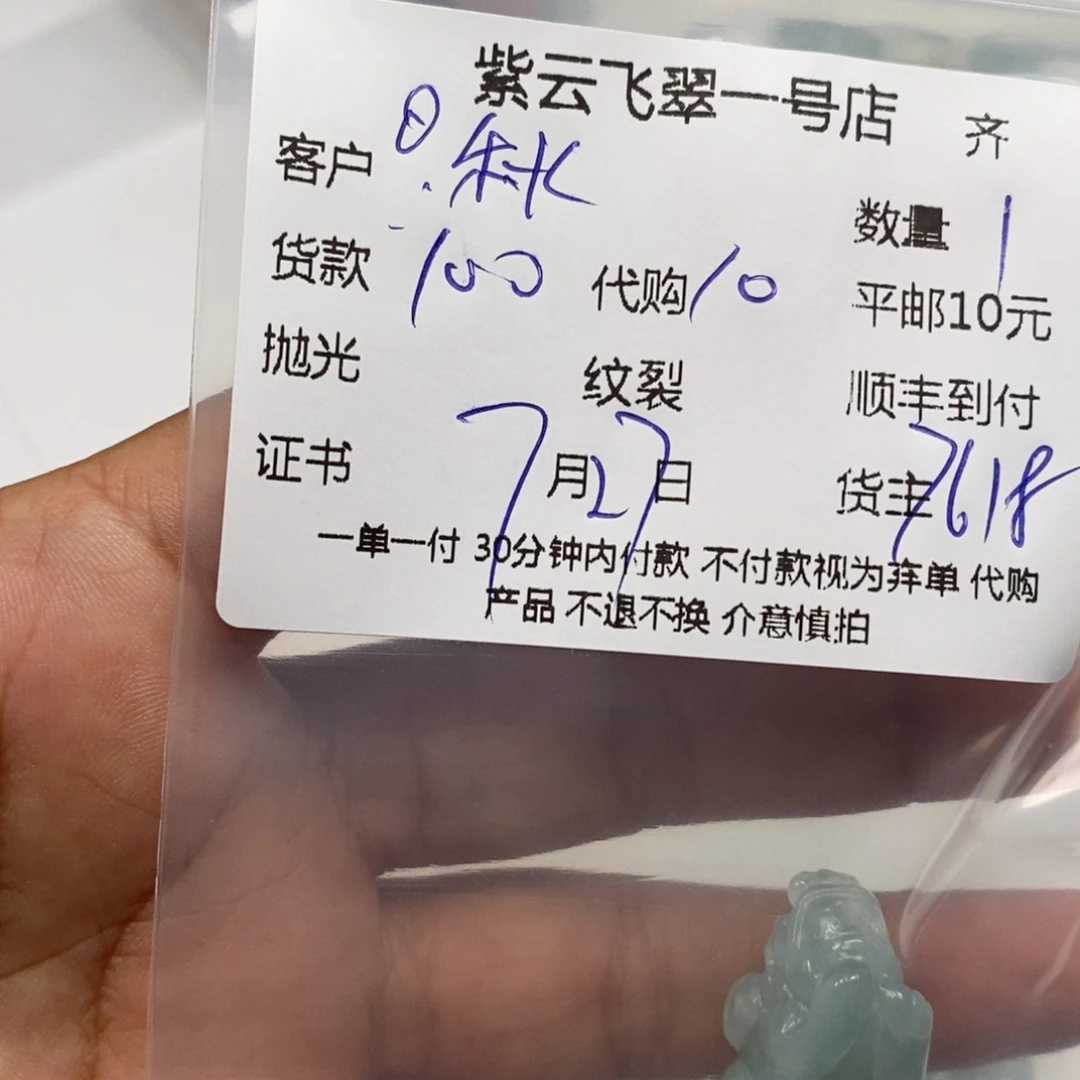 紫云飞翠一号店 齐
客户 秋 数量 1
货款 100 代购 10 平邮10元
抛光 纹裂 顺丰到付
证书 7月27日 货主 7618
一单一付 30分钟内付款 不付款视为弃单 代购
产品 不退不换 介意慎拍